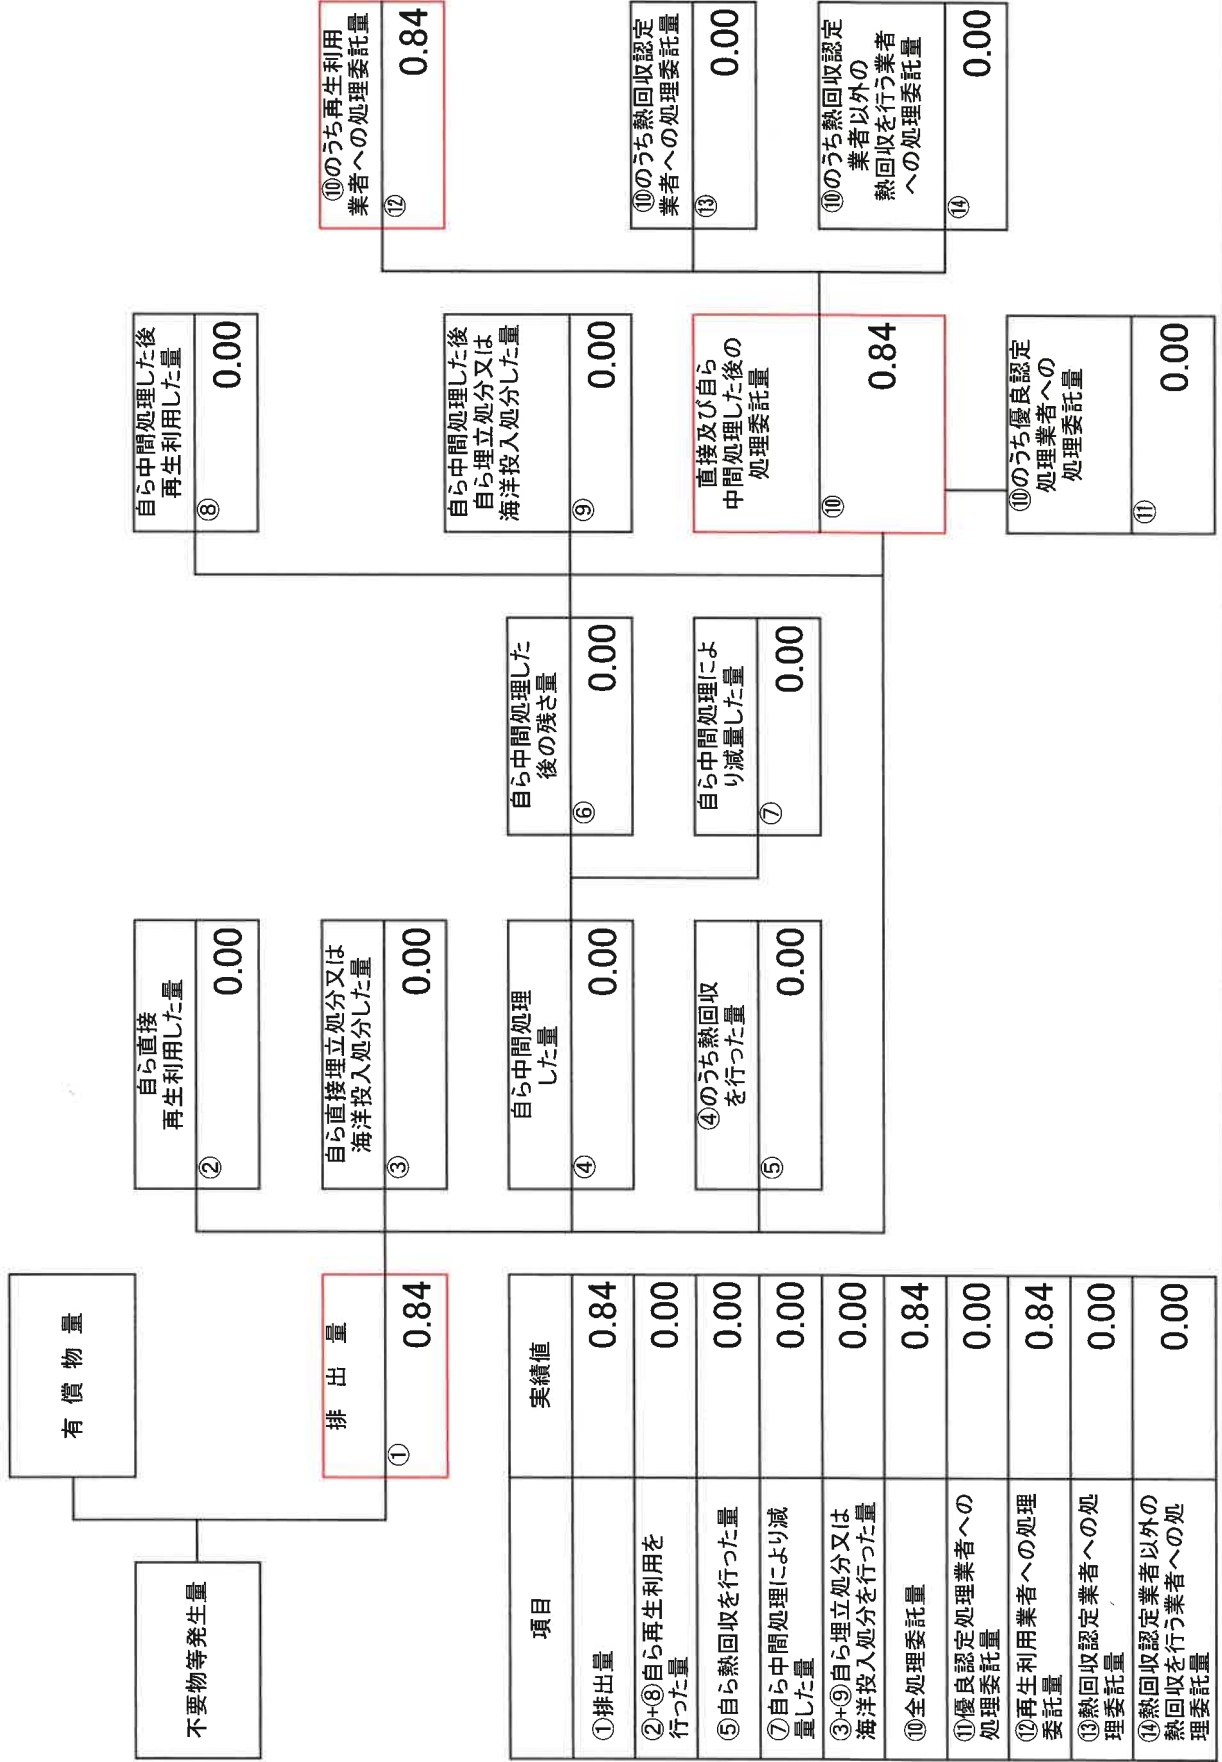 不要物等発生量
有償物量
排出量
①
0.84
自ら直接
再生利用した量
②
0.00
自ら直接埋立処分又は
海洋投入処分した量
③
0.00
自ら中間処理
した量
④
0.00
④のうち熱回収
を行った量
⑤
0.00
自ら中間処理した
後の残さ量
⑥
0.00
自ら中間処理によ
り減量した量
⑦
0.00
自ら中間処理した後
再生利用した量
⑧
0.00
自ら中間処理した後
自ら埋立処分又は
海洋投入処分した量
⑨
0.00
直接及び自ら
中間処理した後の
処理委託量
⑩
0.84
⑩のうち優良認定
処理業者への
処理委託量
⑪
0.00
⑩のうち再生利用
業者への処理委託量
⑫
0.84
⑩のうち熱回収認定
業者への処理委託量
⑬
0.00
⑩のうち熱回収認定
業者以外の
熱回収を行う業者
への処理委託量
⑭
0.00
項目
実績値
①排出量
0.84
②+⑧自ら再生利用を
行った量
0.00
⑤自ら熱回収を行った量
0.00
⑦自ら中間処理により減
量した量
0.00
③+⑨自ら埋立処分又は
海洋投入処分を行った量
0.00
⑩全処理委託量
0.84
⑪優良認定処理業者への
処理委託量
0.00
⑫再生利用業者への処理
委託量
0.84
⑬熱回収認定業者への処
理委託量
0.00
⑭熱回収認定業者以外の
熱回収を行う業者への処
理委託量
0.00